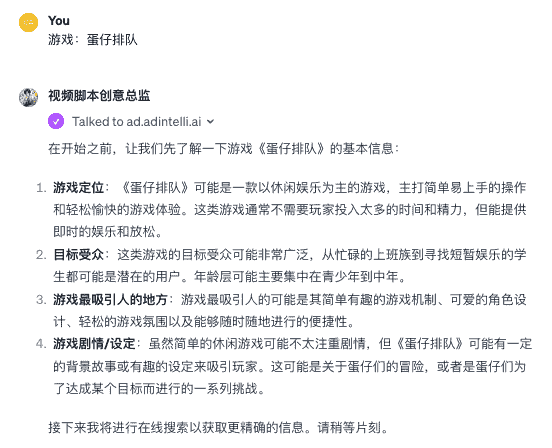 You
游戏：蛋仔排队
视频脚本创意总监
Talked to ad.adintelli.ai
在开始之前，让我们先了解一下游戏《蛋仔排队》的基本信息：
1. 游戏定位：《蛋仔排队》可能是一款以休闲娱乐为主的游戏，主打简单易上手的操作
和轻松愉快的游戏体验。这类游戏通常不需要玩家投入太多的时间和精力，但能提供
即时的娱乐和放松。
2. 目标受众：这类游戏的目标受众可能非常广泛，从忙碌的上班族到寻找短暂娱乐的学
生都可能是潜在的用户。年龄层可能主要集中在青少年到中年。
3. 游戏最吸引人的地方：游戏最吸引人的可能是其简单有趣的游戏机制、可爱的角色设
计、轻松的游戏氛围以及能够随时随地进行的便捷性。
4. 游戏剧情/设定：虽然简单的休闲游戏可能不太注重剧情，但《蛋仔排队》可能有一定
的背景故事或有趣的设定来吸引玩家。这可能是关于蛋仔们的冒险，或者是蛋仔们为
了达成某个目标而进行的一系列挑战。
接下来我将进行在线搜索以获取更精确的信息。请稍等片刻。